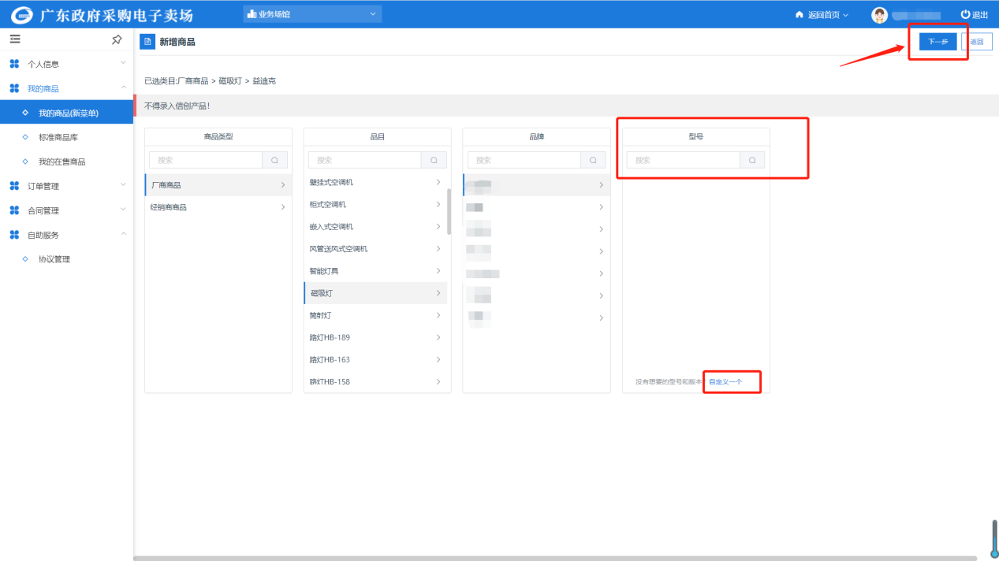 广东政府采购电子卖场
业务场馆
返回首页
退出
新增商品
下一步
返回
个人信息
我的商品
我的商品(新菜单)
标准商品库
我的在售商品
订单管理
合同管理
自助服务
协议管理
已选类目:厂商商品 > 磁吸灯 > 益迪克
不得录入信创产品!
商品类型
搜索
厂商商品
经销商商品
品目
搜索
壁挂式空调机
柜式空调机
嵌入式空调机
风管送风式空调机
智能灯具
磁吸灯
筒射灯
路灯HB-189
路灯HB-163
路灯HB-158
品牌
搜索
型号
搜索
没有想要的型号和版本
自定义一个